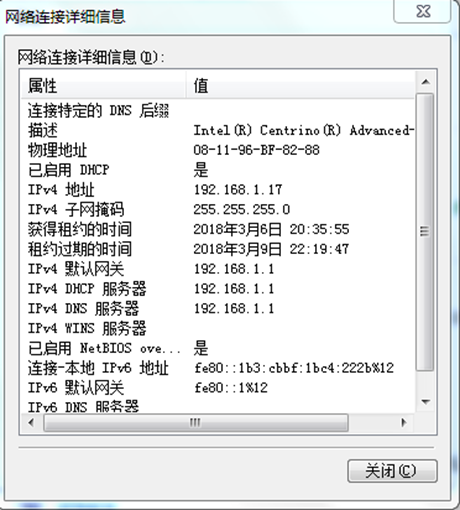 网络连接详细信息
网络连接详细信息(D):
属性 值
连接特定的 DNS 后缀
描述 Intel(R) Centrino(R) Advanced-
物理地址 08-11-96-BF-82-88
已启用 DHCP 是
IPv4 地址 192.168.1.17
IPv4 子网掩码 255.255.255.0
获得租约的时间 2018年3月6日 20:35:55
租约过期的时间 2018年3月9日 22:19:47
IPv4 默认网关 192.168.1.1
IPv4 DHCP 服务器 192.168.1.1
IPv4 DNS 服务器 192.168.1.1
IPv4 WINS 服务器
已启用 NetBIOS ove... 是
连接-本地 IPv6 地址 fe80::1b3:cbbf:1bc4:222b%12
IPv6 默认网关 fe80::1%12
IPv6 DNS 服务器
关闭(C)